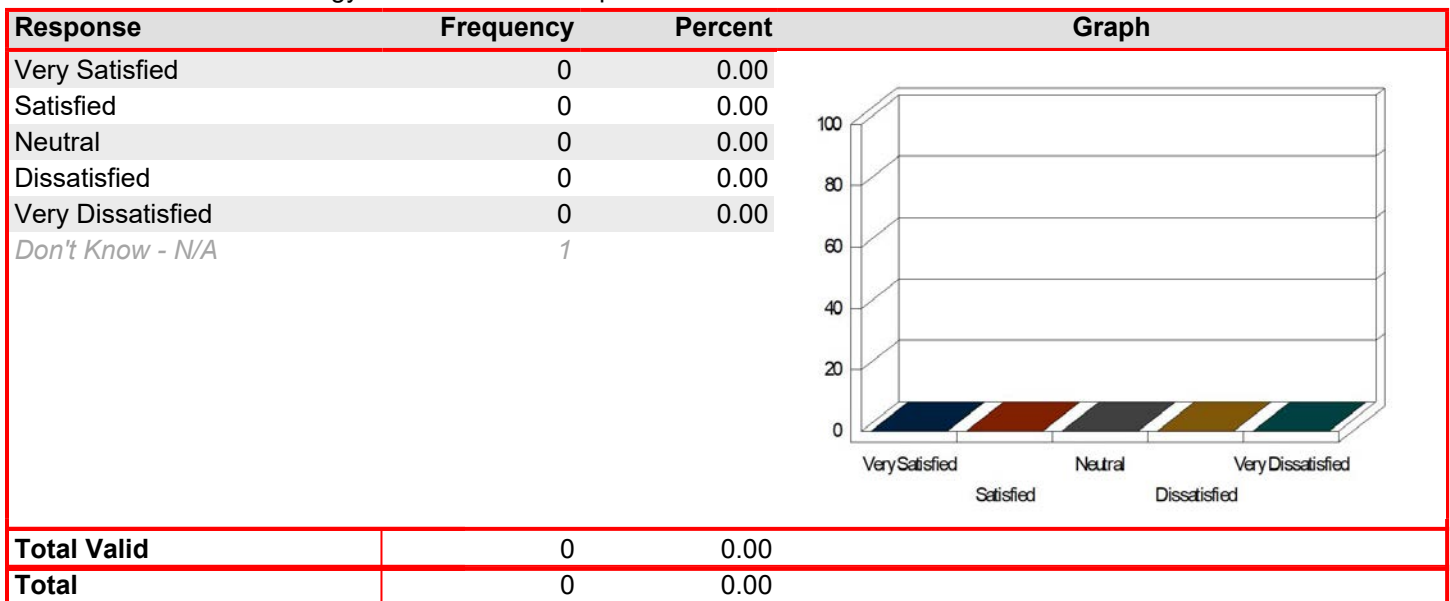 Response Frequency Percent Graph
Very Satisfied 0 0.00
Satisfied 0 0.00
Neutral 0 0.00
Dissatisfied 0 0.00
Very Dissatisfied 0 0.00
Don't Know - N/A 1
100
80
60
40
20
0
Very Satisfied Neutral Very Dissatisfied
Satisfied Dissatisfied
Total Valid 0 0.00
Total 0 0.00